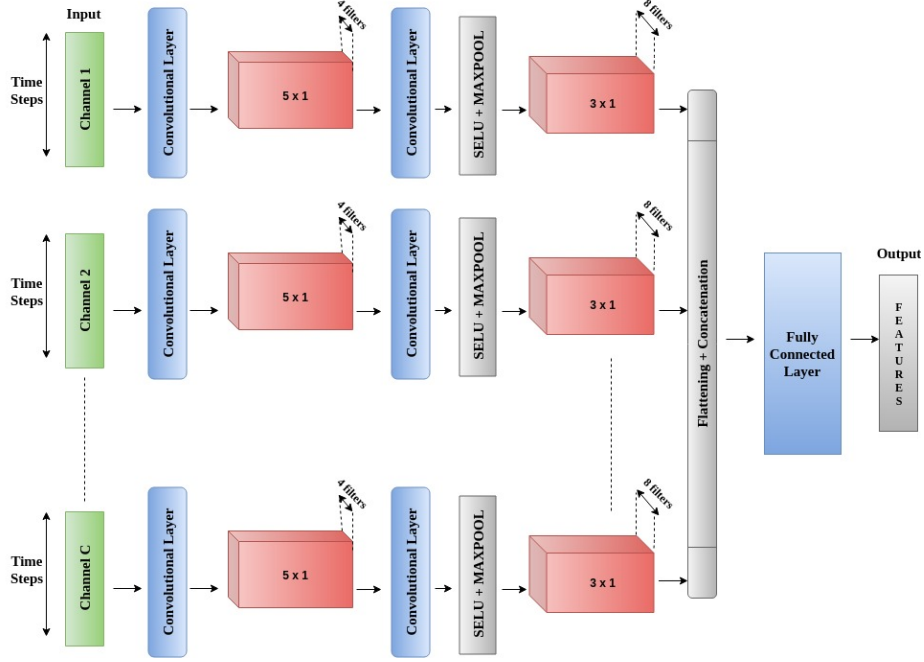 Input
Time
Steps
Channel 1
Convolutional Layer
4 filters
5 x 1
Convolutional Layer
SELU + MAXPOOL
8 filters
3 x 1
Time
Steps
Channel 2
Convolutional Layer
4 filters
5 x 1
Convolutional Layer
SELU + MAXPOOL
8 filters
3 x 1
Time
Steps
Channel C
Convolutional Layer
4 filters
5 x 1
Convolutional Layer
SELU + MAXPOOL
8 filters
3 x 1
Flattening + Concatenation
Fully
Connected
Layer
Output
FEATURES